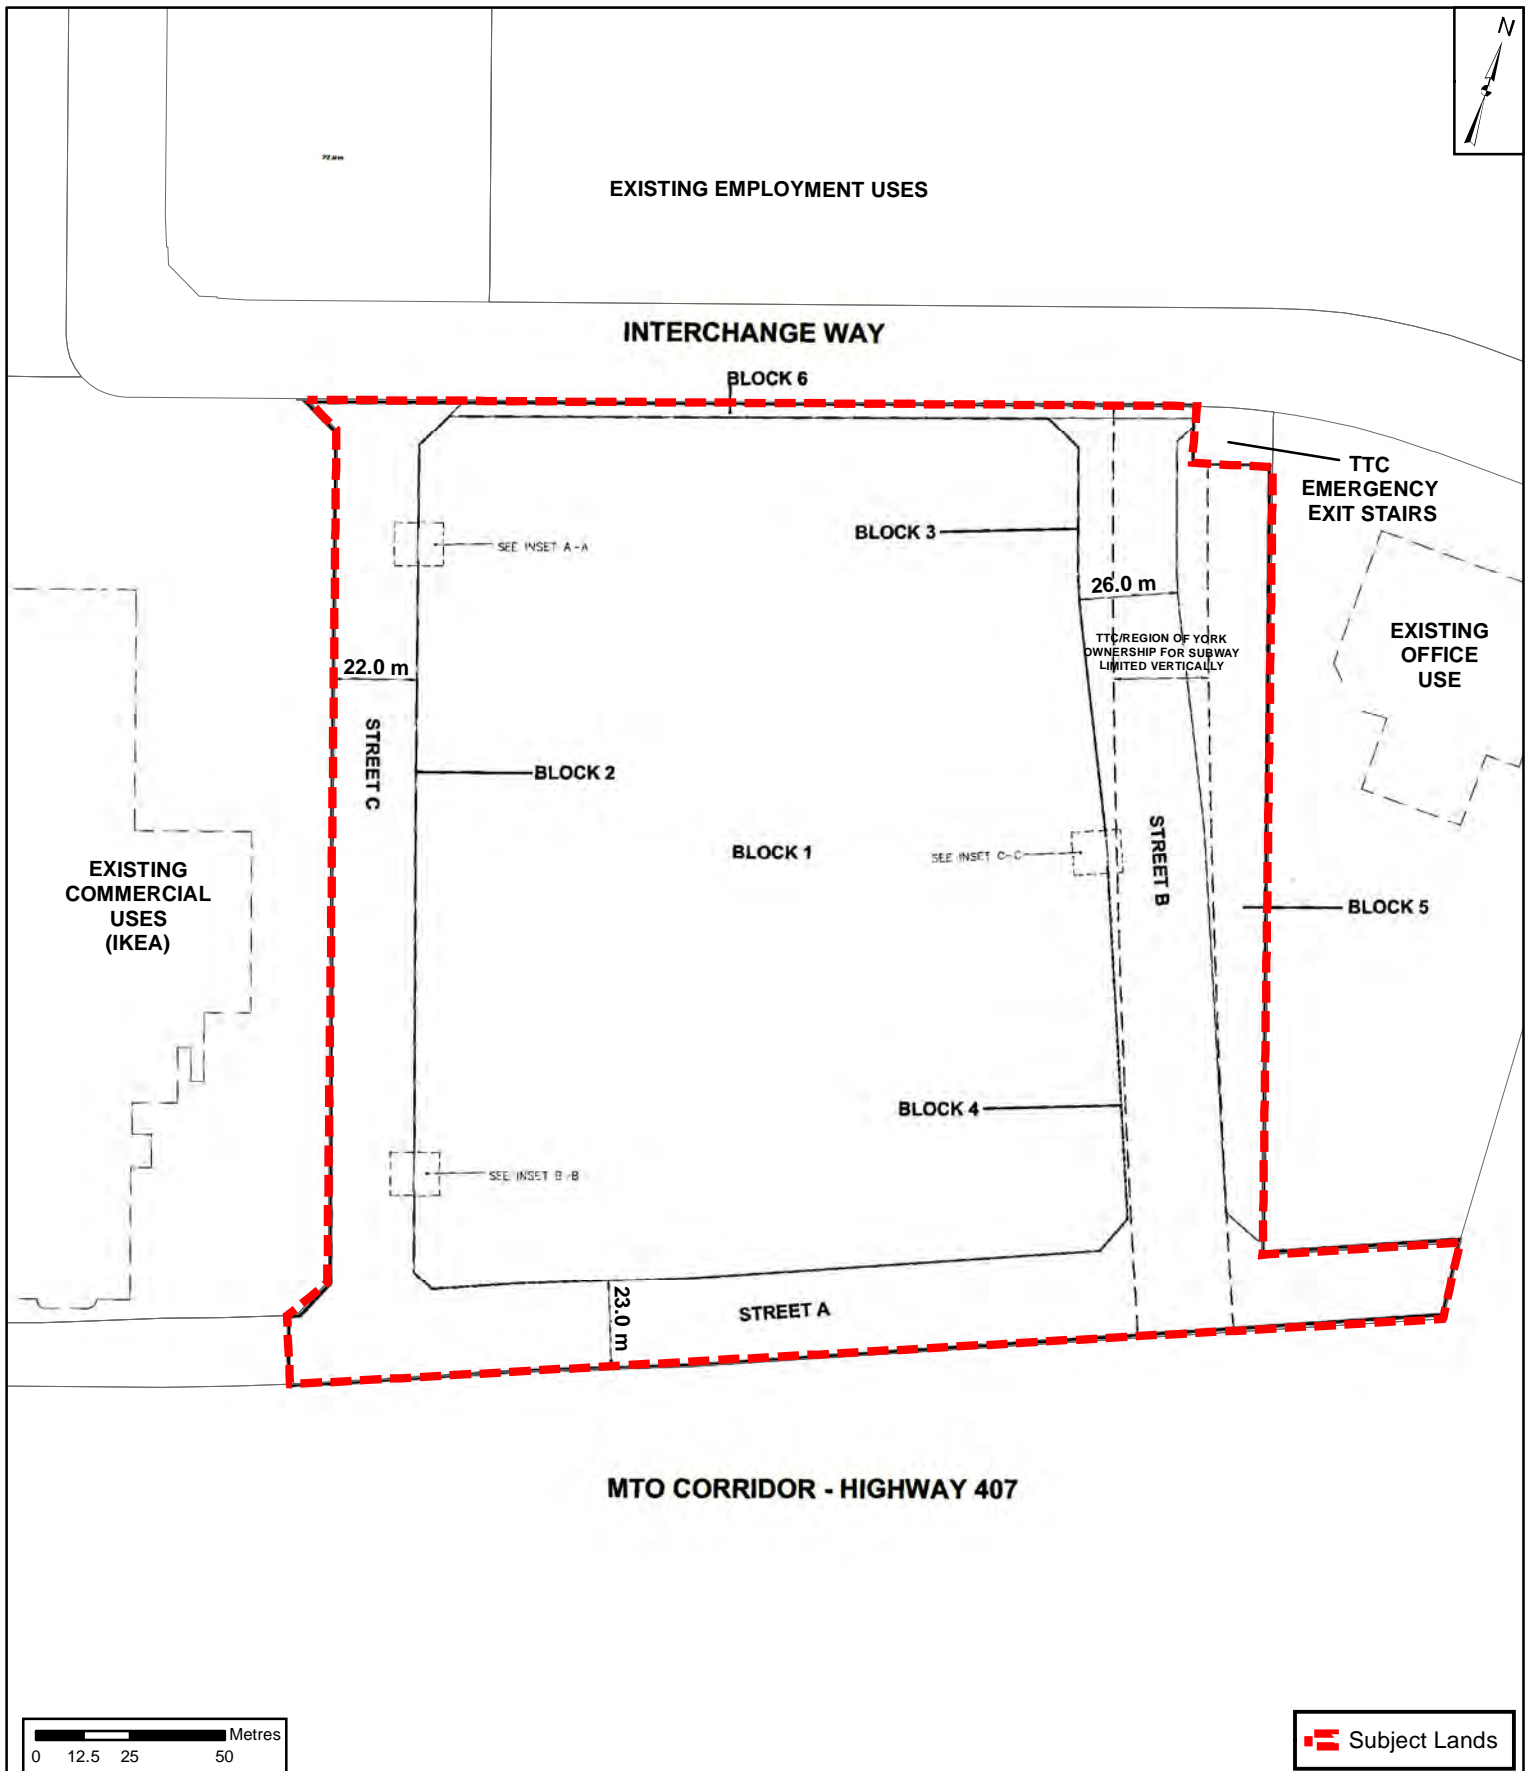 N
EXISTING EMPLOYMENT USES
INTERCHANGE WAY
BLOCK 6
TTC
EMERGENCY
EXIT STAIRS
BLOCK 3
SEE INSET A-A
26.0 m
TTC/REGION OF YORK
OWNERSHIP FOR SUBWAY
LIMITED VERTICALLY
EXISTING
OFFICE
USE
22.0 m
STREET C
BLOCK 2
BLOCK 1
SEE INSET C-C
STREET B
EXISTING
COMMERCIAL
USES
(IKEA)
BLOCK 5
BLOCK 4
SEE INSET B-B
23.0 m
STREET A
MTO CORRIDOR - HIGHWAY 407
Metres
0 12.5 25 50
Subject Lands